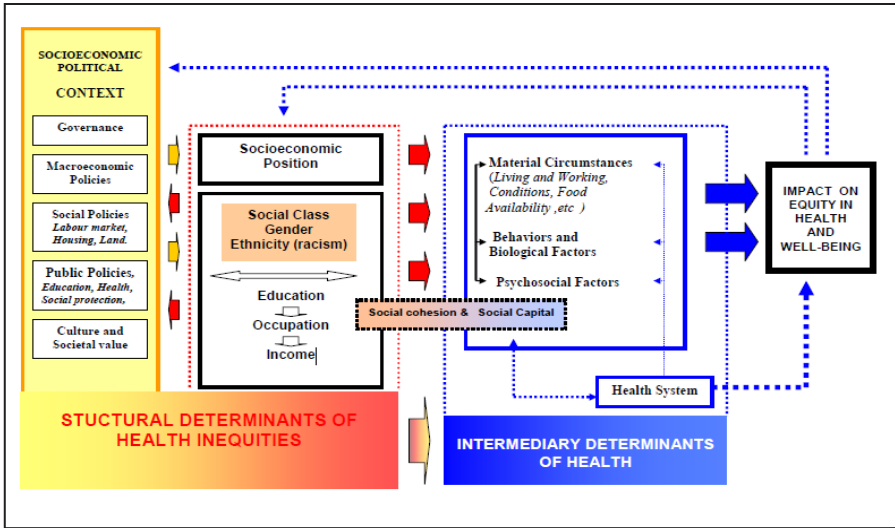 SOCIOECONOMIC
POLITICAL
CONTEXT
Governance
Macroeconomic
Policies
Social Policies
Labour market,
Housing, Land.
Public Policies,
Education, Health,
Social protection,
Culture and
Societal value
Socioeconomic
Position
Social Class
Gender
Ethnicity (racism)
Education
Occupation
Income
Social cohesion & Social Capital
Material Circumstances
(Living and Working,
Conditions, Food
Availability ,etc )
Behaviors and
Biological Factors
Psychosocial Factors
Health System
IMPACT ON
EQUITY IN
HEALTH
AND
WELL-BEING
STUCTURAL DETERMINANTS OF
HEALTH INEQUITIES
INTERMEDIARY DETERMINANTS
OF HEALTH